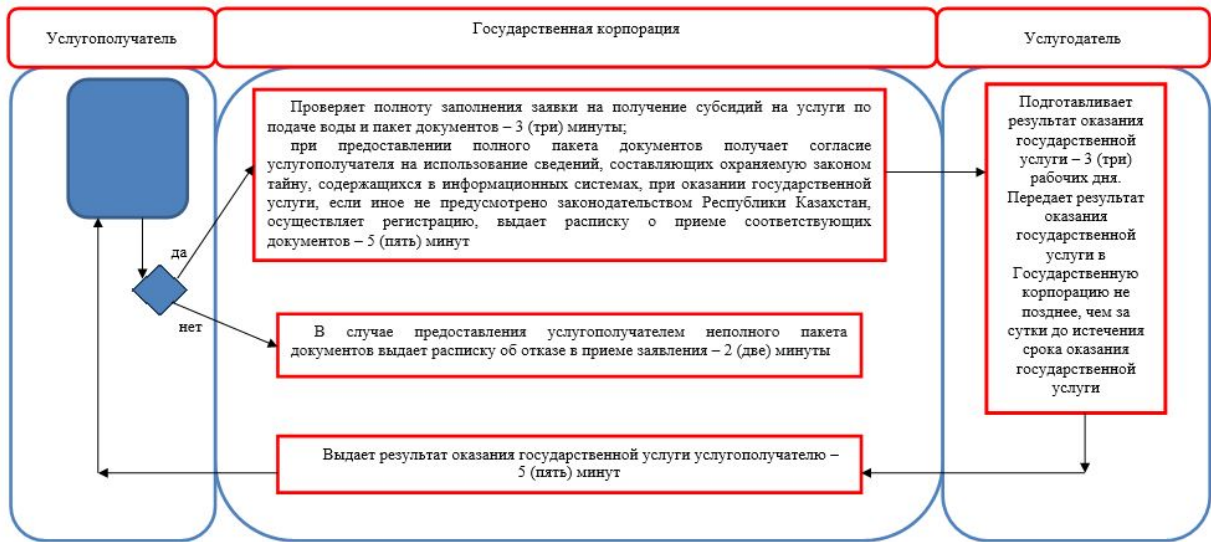 Услугополучатель
Государственная корпорация
Услугодатель
Проверяет полноту заполнения заявки на получение субсидий на услуги по
подаче воды и пакет документов – 3 (три) минуты;
при предоставлении полного пакета документов получает согласие
услугополучателя на использование сведений, составляющих охраняемую законом
тайну, содержащихся в информационных системах, при оказании государственной
услуги, если иное не предусмотрено законодательством Республики Казахстан,
осуществляет регистрацию, выдает расписку о приеме соответствующих
документов – 5 (пять) минут
да
нет
В случае предоставления услугополучателем неполного пакета
документов выдает расписку об отказе в приеме заявления – 2 (две) минуты
Выдает результат оказания государственной услуги услугополучателю –
5 (пять) минут
Подготавливает
результат оказания
государственной
услуги – 3 (три)
рабочих дня.
Передает результат
оказания
государственной
услуги в
Государственную
корпорацию не
позднее, чем за
сутки до истечения
срока оказания
государственной
услуги